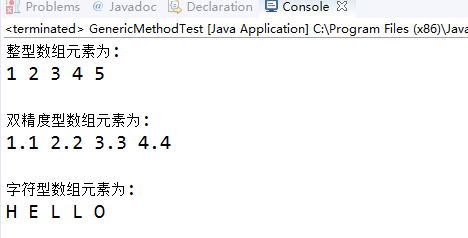 Problems @ Javadoc Declaration Console
<terminated> GenericMethodTest [Java Application] C:\Program Files (x86)\Java
整型数组元素为:
1 2 3 4 5
双精度型数组元素为:
1.1 2.2 3.3 4.4
字符型数组元素为:
H E L L O